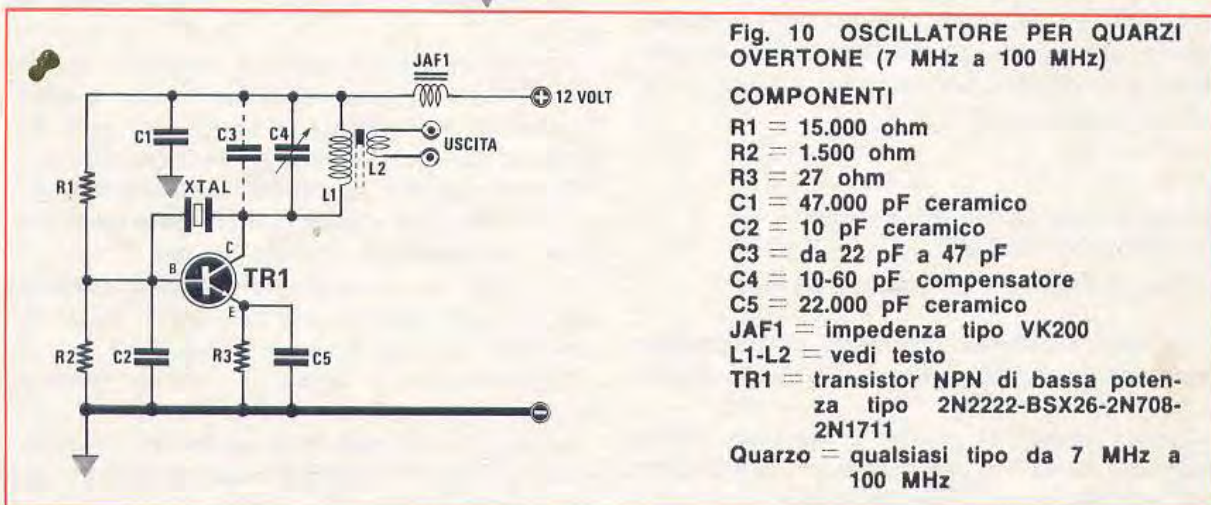 JAF1
12 VOLT
C1
C3
C4
USCITA
L2
L1
R1
XTAL
C
B
TR1
E
R2
C2
R3
C5
Fig. 10 OSCILLATORE PER QUARZI
OVERTONE (7 MHz a 100 MHz)
COMPONENTI
R1 = 15.000 ohm
R2 = 1.500 ohm
R3 = 27 ohm
C1 = 47.000 pF ceramico
C2 = 10 pF ceramico
C3 = da 22 pF a 47 pF
C4 = 10-60 pF compensatore
C5 = 22.000 pF ceramico
JAF1 = impedenza tipo VK200
L1-L2 = vedi testo
TR1 = transistor NPN di bassa poten-
za tipo 2N2222-BSX26-2N708-
2N1711
Quarzo = qualsiasi tipo da 7 MHz a
100 MHz